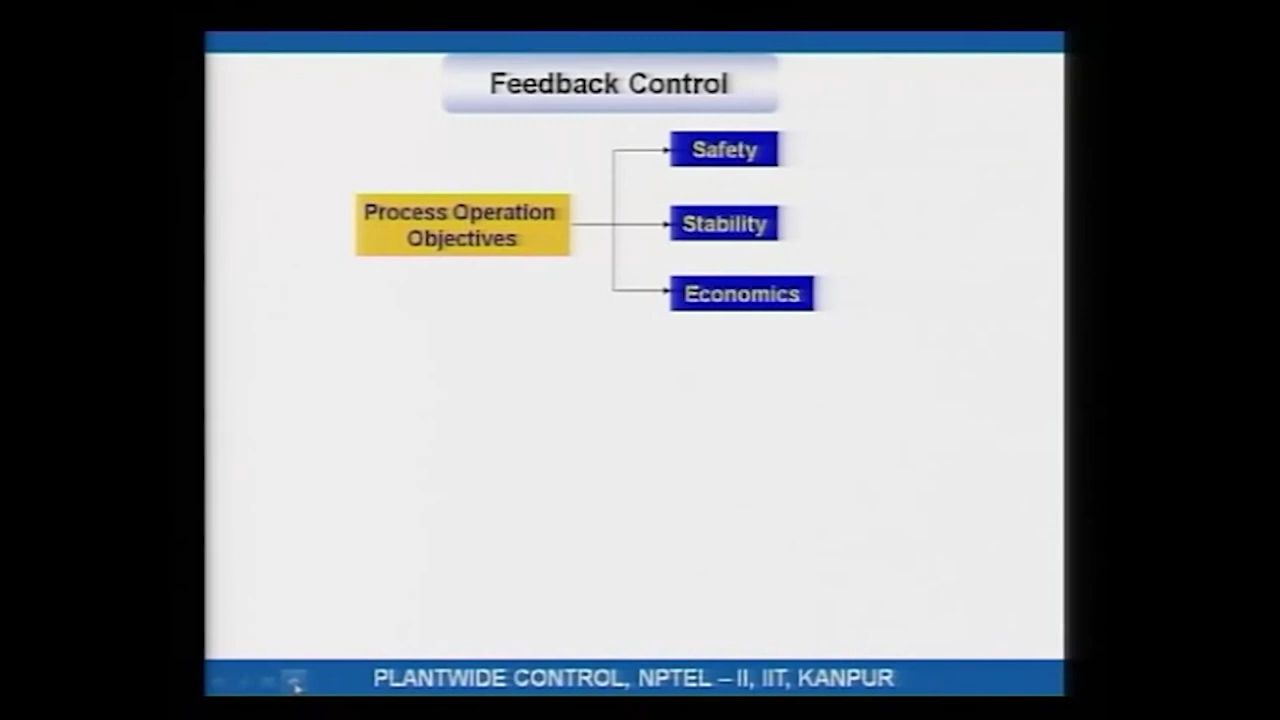 Feedback Control
Safety
Process Operation
Objectives
Stability
Economics
PLANTWIDE CONTROL, NPTEL – II, IIT, KANPUR